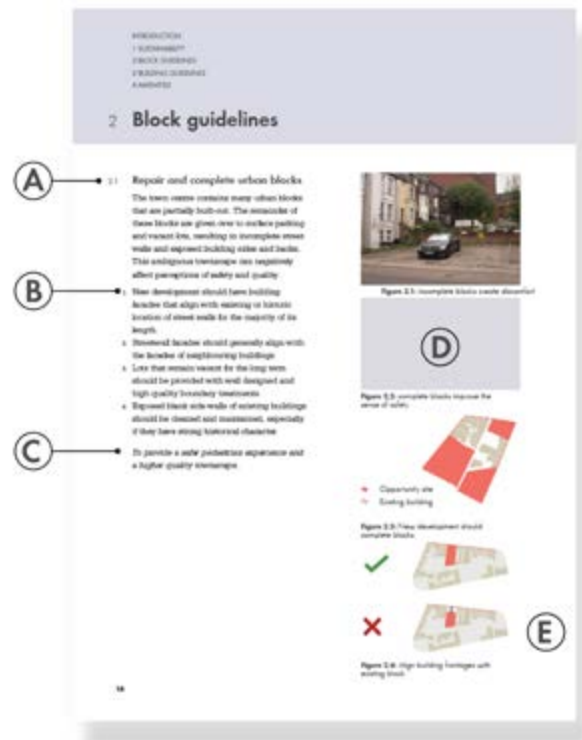 INTRODUCTION
1 SUSTAINABILITY
2 BLOCK GUIDELINES
3 BUILDING GUIDELINES
4 AMENITIES
2 Block guidelines
A
2.1 Repair and complete urban blocks
The town centre contains many urban blocks
that are partially built-out. The remainder of
these blocks are given over to surface parking
and vacant lots, resulting in incomplete street
walls and exposed building sides and backs.
This ambiguous townscape can negatively
affect perceptions of safety and quality.
B
1. New development should have building
facades that align with existing or historic
location of street walls for the majority of its
length.
2. Streetwall facades should generally align with
the facades of neighbouring buildings.
3. Lots that remain vacant for the long term
should be provided with well designed and
high quality boundary treatments.
4. Exposed blank side walls of existing buildings
should be cleaned and maintained, especially
if they have strong historical character.
C
To provide a safer pedestrian experience and
a higher quality townscape.
Figure 2.1: Incomplete blocks create discomfort
D
Figure 2.2: complete blocks improve the
sense of safety
Opportunity site
Existing building
Figure 2.3: New development should
complete blocks
E
Figure 2.4: Align building frontages with
existing block